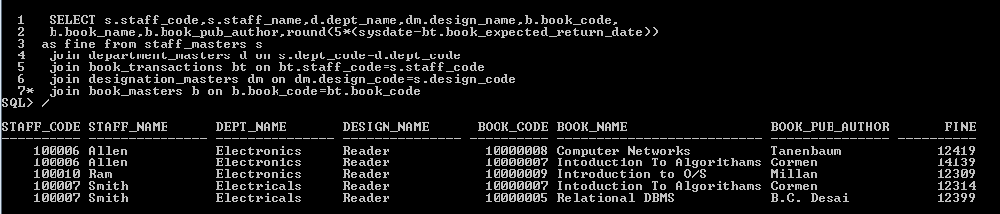 1 SELECT s.staff_code,s.staff_name,d.dept_name,dm.design_name,b.book_code,
2 b.book_name,b.book_pub_author,round(5*(sysdate-bt.book_expected_return_date))
3 as fine from staff_masters s
4 join department_masters d on s.dept_code=d.dept_code
5 join book_transactions bt on bt.staff_code=s.staff_code
6 join designation_masters dm on dm.design_code=s.design_code
7* join book_masters b on b.book_code=bt.book_code
SQL> /
STAFF_CODE STAFF_NAME DEPT_NAME DESIGN_NAME BOOK_CODE BOOK_NAME BOOK_PUB_AUTHOR FINE
100006 Allen Electronics Reader 10000008 Computer Networks Tanenbaum 12419
100006 Allen Electronics Reader 10000007 Intoduction To Algorithams Cormen 14139
100010 Ram Electronics Reader 10000009 Introduction to O/S Millan 12309
100007 Smith Electricals Reader 10000007 Intoduction To Algorithams Cormen 12314
100007 Smith Electricals Reader 10000005 Relational DBMS B.C. Desai 12399